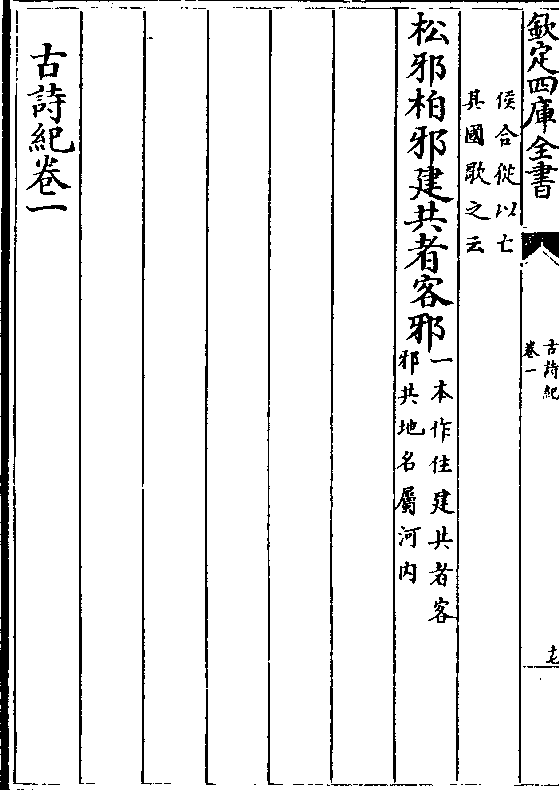 欽定四庫全書
古詩紀
卷一
侯合從以亡
其國歌之云
松邪柏邪建共者客邪
一本作住建共者客
邪共地名屬河内
古詩紀卷一